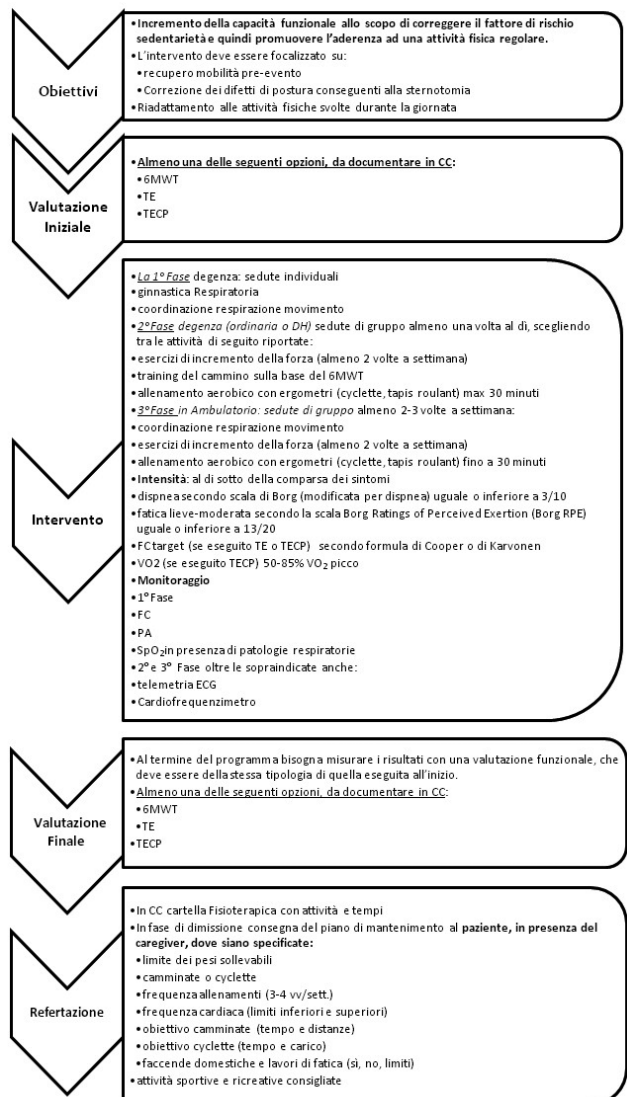 Obiettivi
•Incremento della capacità funzionale allo scopo di correggere il fattore di rischio
sedentarietà e quindi promuovere l'aderenza ad una attività fisica regolare.
•L'intervento deve essere focalizzato su:
•recupero mobilità pre-evento
•Correzione dei difetti di postura conseguenti alla sternotomia
•Riadattamento alle attività fisiche svolte durante la giornata
Valutazione
Iniziale
•Almeno una delle seguenti opzioni, da documentare in CC:
•6MWT
•TE
•TECP
Intervento
•La 1° Fase degenza: sedute individuali
•ginnastica Respiratoria
•coordinazione respirazione movimento
•2°Fase degenza (ordinaria o DH) sedute di gruppo almeno una volta al dì, scegliendo
tra le attività di seguito riportate:
•esercizi di incremento della forza (almeno 2 volte a settimana)
•training del cammino sulla base del 6MWT
•allenamento aerobico con ergometri (cyclette, tapis roulant) max 30 minuti
•3°Fase in Ambulatorio: sedute di gruppo almeno 2-3 volte a settimana:
•coordinazione respirazione movimento
•esercizi di incremento della forza (almeno 2 volte a settimana)
•allenamento aerobico con ergometri (cyclette, tapis roulant) fino a 30 minuti
•Intensità: al di sotto della comparsa dei sintomi
•dispnea secondo scala di Borg (modificata per dispnea) uguale o inferiore a 3/10
•fatica lieve-moderata secondo la scala Borg Ratings of Perceived Exertion (Borg RPE)
uguale o inferiore a 13/20
•FC target (se eseguito TE o TECP) secondo formula di Cooper o di Karvonen
•VO2 (se eseguito TECP) 50-85% VO₂ picco
•Monitoraggio
•1° Fase
•FC
•PA
•SpO₂in presenza di patologie respiratorie
•2° e 3° Fase oltre le sopraindicate anche:
•telemetria ECG
•Cardiofrequenzimetro
Valutazione
Finale
•Al termine del programma bisogna misurare i risultati con una valutazione funzionale, che
deve essere della stessa tipologia di quella eseguita all'inizio.
•Almeno una delle seguenti opzioni, da documentare in CC:
•6MWT
•TE
•TECP
Refertazione
•In CC cartella Fisioterapica con attività e tempi
•In fase di dimissione consegna del piano di mantenimento al paziente, in presenza del
caregiver, dove siano specificate:
•limite dei pesi sollevabili
•camminate o cyclette
•frequenza allenamenti (3-4 vv/sett.)
•frequenza cardiaca (limiti inferiori e superiori)
•obiettivo camminate (tempo e distanze)
•obiettivo cyclette (tempo e carico)
•faccende domestiche e lavori di fatica (sì, no, limiti)
•attività sportive e ricreative consigliate